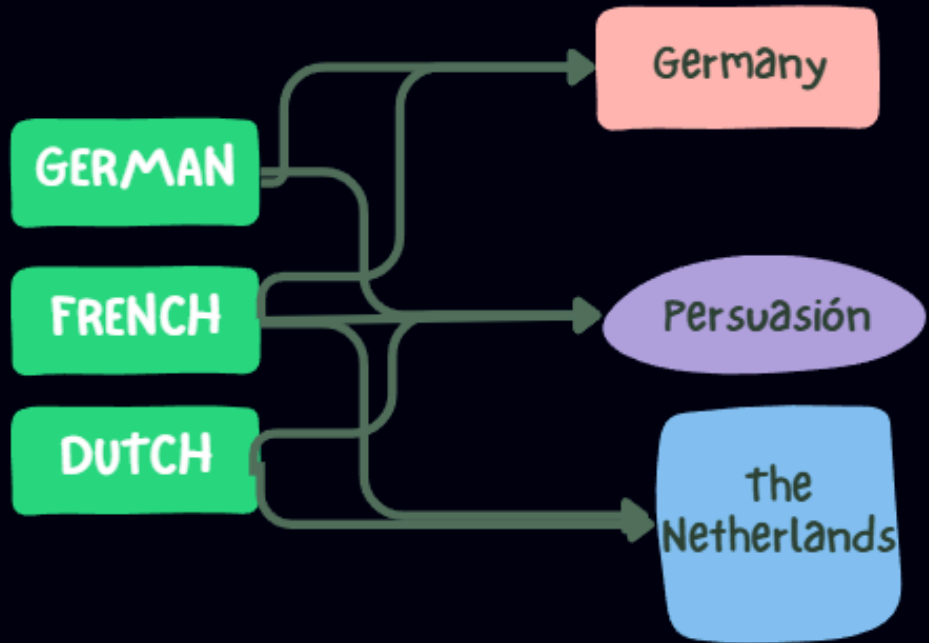 Germany
GERMAN
FRENCH
Persuasión
DUTCH
the
Netherlands